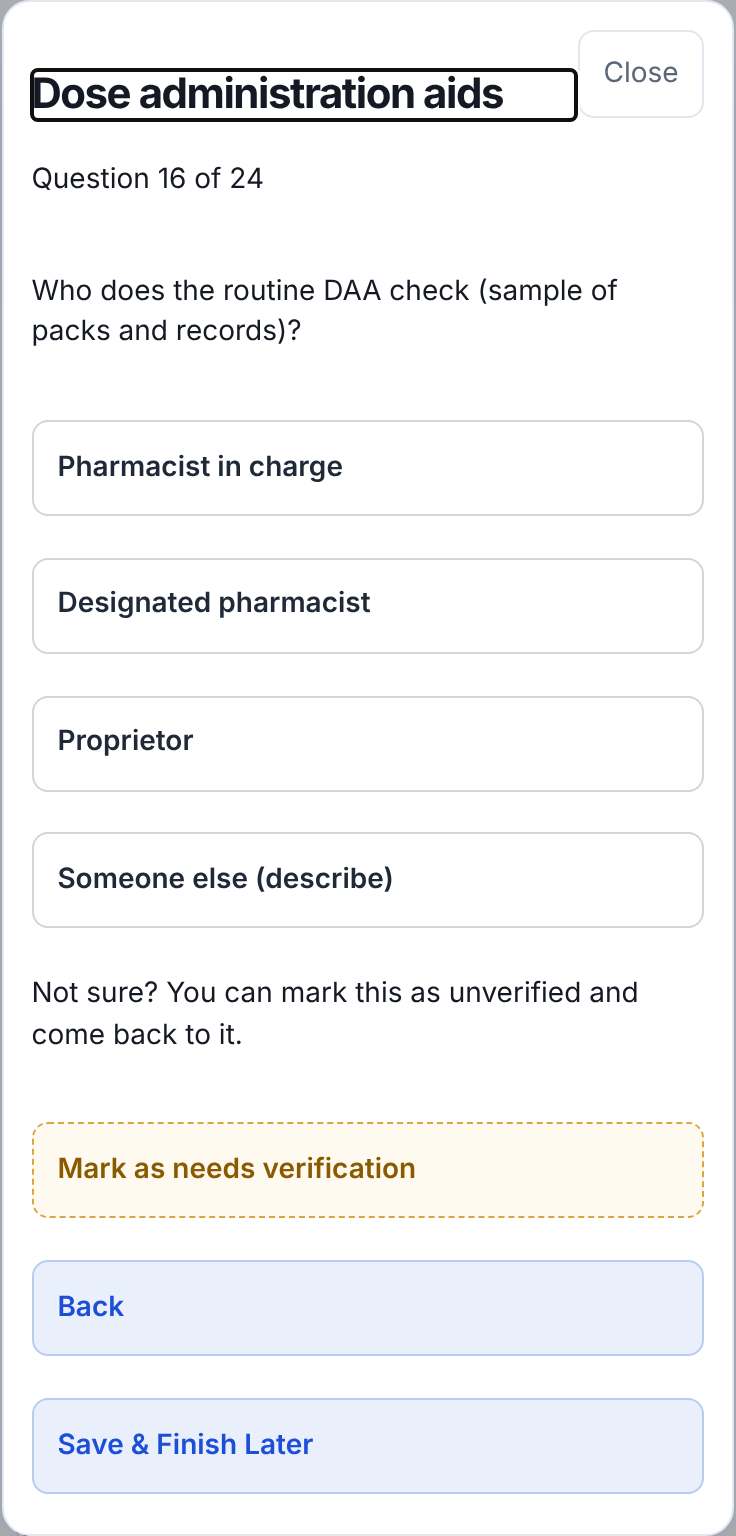 Dose administration aids
Close
Question 16 of 24
Who does the routine DAA check (sample of
packs and records)?
Pharmacist in charge
Designated pharmacist
Proprietor
Someone else (describe)
Not sure? You can mark this as unverified and
come back to it.
Mark as needs verification
Back
Save & Finish Later